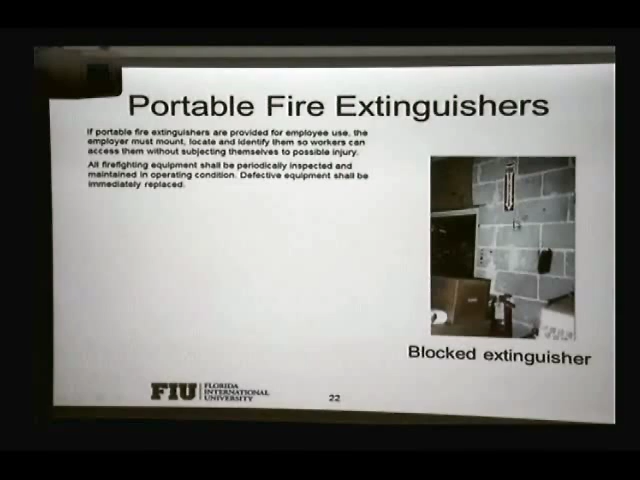 Portable Fire Extinguishers
If portable fire extinguishers are provided for employee use, the
employer must mount, locate and identify them so workers can
access them without subjecting themselves to possible injury.
All firefighting equipment shall be periodically inspected and
maintained in operating condition. Defective equipment shall be
immediately replaced.
Blocked extinguisher
FIU FLORIDA
INTERNATIONAL
UNIVERSITY
22